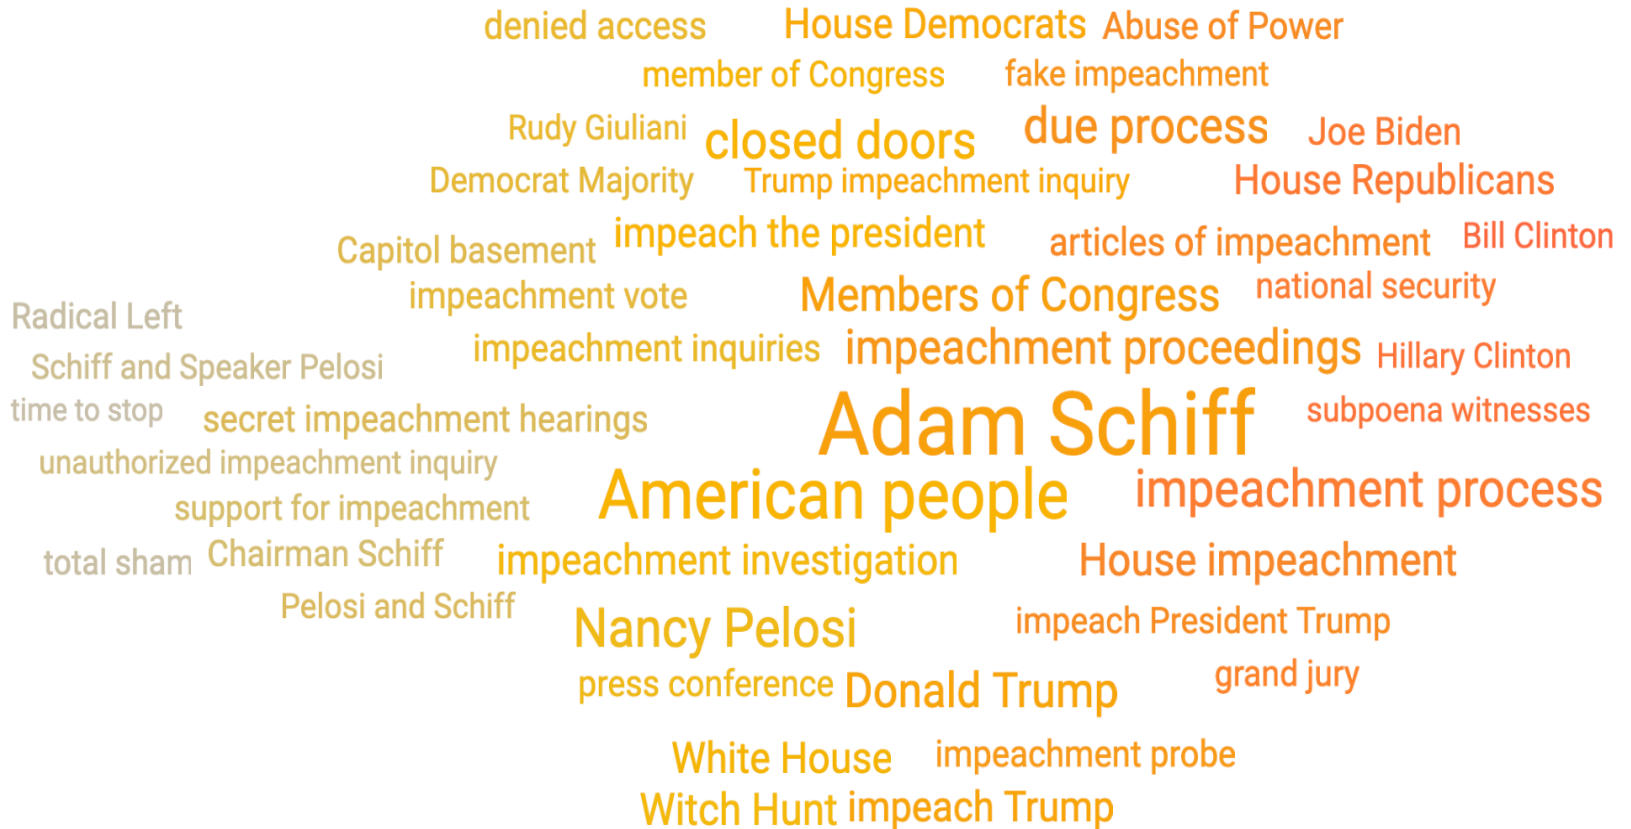 denied access House Democrats Abuse of Power
member of Congress fake impeachment
Rudy Giuliani closed doors due process Joe Biden
Democrat Majority Trump impeachment inquiry House Republicans
Capitol basement impeach the president articles of impeachment Bill Clinton
impeachment vote Members of Congress national security
Radical Left
impeachment inquiries impeachment proceedings Hillary Clinton
Schiff and Speaker Pelosi
time to stop secret impeachment hearings Adam Schiff subpoena witnesses
unauthorized impeachment inquiry
support for impeachment American people impeachment process
total sham Chairman Schiff impeachment investigation House impeachment
Pelosi and Schiff Nancy Pelosi impeach President Trump
press conference Donald Trump grand jury
White House impeachment probe
Witch Hunt impeach Trump